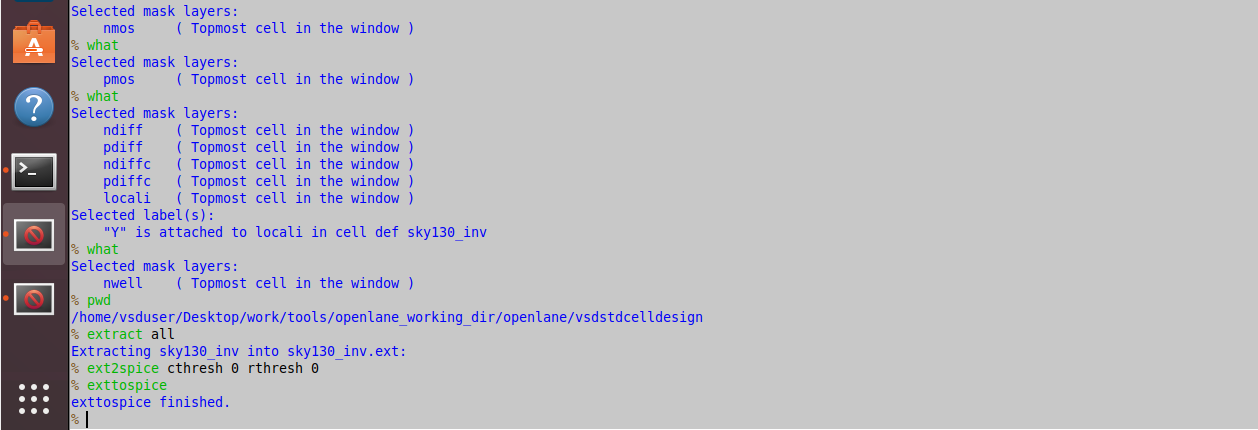 Selected mask layers:
    nmos     ( Topmost cell in the window )
% what
Selected mask layers:
    pmos     ( Topmost cell in the window )
% what
Selected mask layers:
    ndiff    ( Topmost cell in the window )
    pdiff    ( Topmost cell in the window )
    ndiffc   ( Topmost cell in the window )
    pdiffc   ( Topmost cell in the window )
    locali   ( Topmost cell in the window )
Selected label(s):
    "Y" is attached to locali in cell def sky130_inv
% what
Selected mask layers:
    nwell    ( Topmost cell in the window )
% pwd
/home/vsduser/Desktop/work/tools/openlane_working_dir/openlane/vsdstdcelldesign
% extract all
Extracting sky130_inv into sky130_inv.ext:
% ext2spice cthresh 0 rthresh 0
% exttospice
exttospice finished.
%